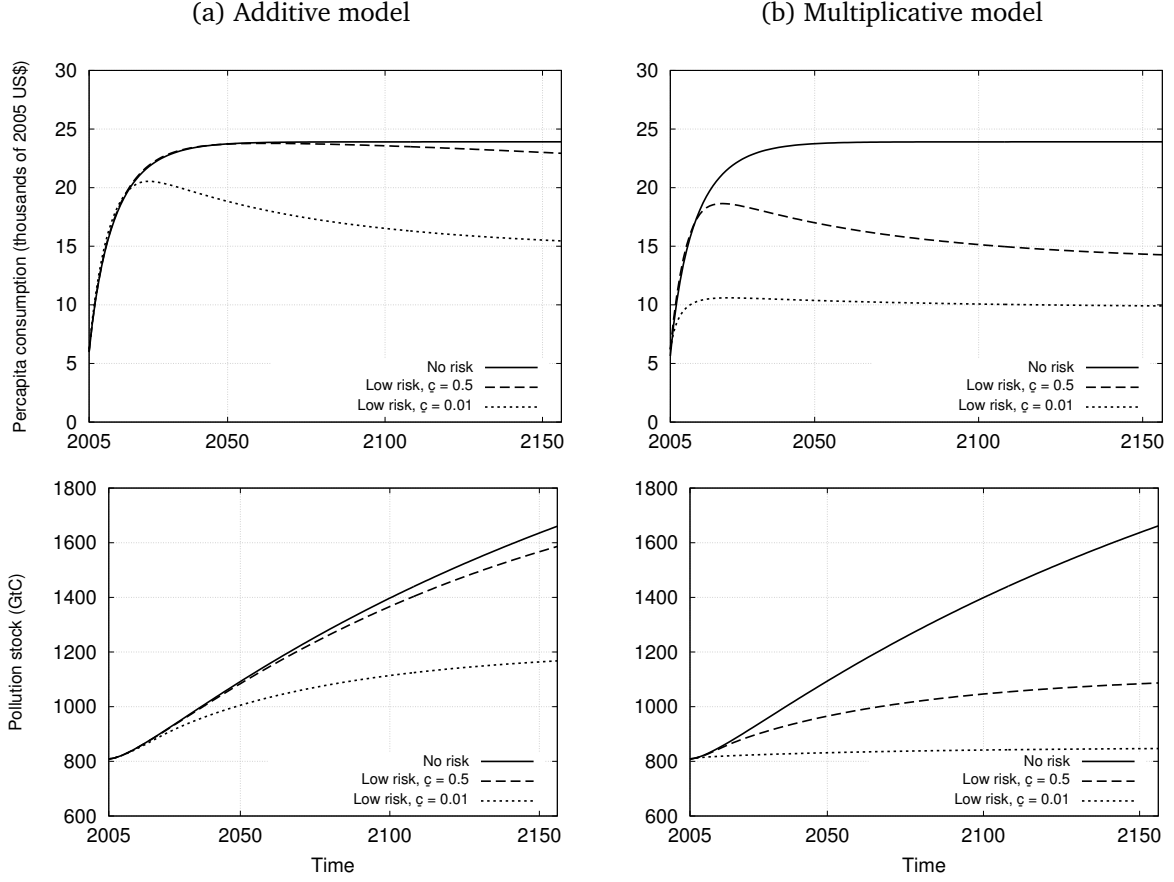 (a) Additive model
(b) Multiplicative model
Percapita consumption (thousands of 2005 US$)
30
25
20
15
10
5
0
2005
2050
2100
2150
No risk
Low risk, c̲ = 0.5
Low risk, c̲ = 0.01
30
25
20
15
10
5
0
2005
2050
2100
2150
No risk
Low risk, c̲ = 0.5
Low risk, c̲ = 0.01
Pollution stock (GtC)
1800
1600
1400
1200
1000
800
600
2005
2050
2100
2150
Time
No risk
Low risk, c̲ = 0.5
Low risk, c̲ = 0.01
1800
1600
1400
1200
1000
800
600
2005
2050
2100
2150
Time
No risk
Low risk, c̲ = 0.5
Low risk, c̲ = 0.01